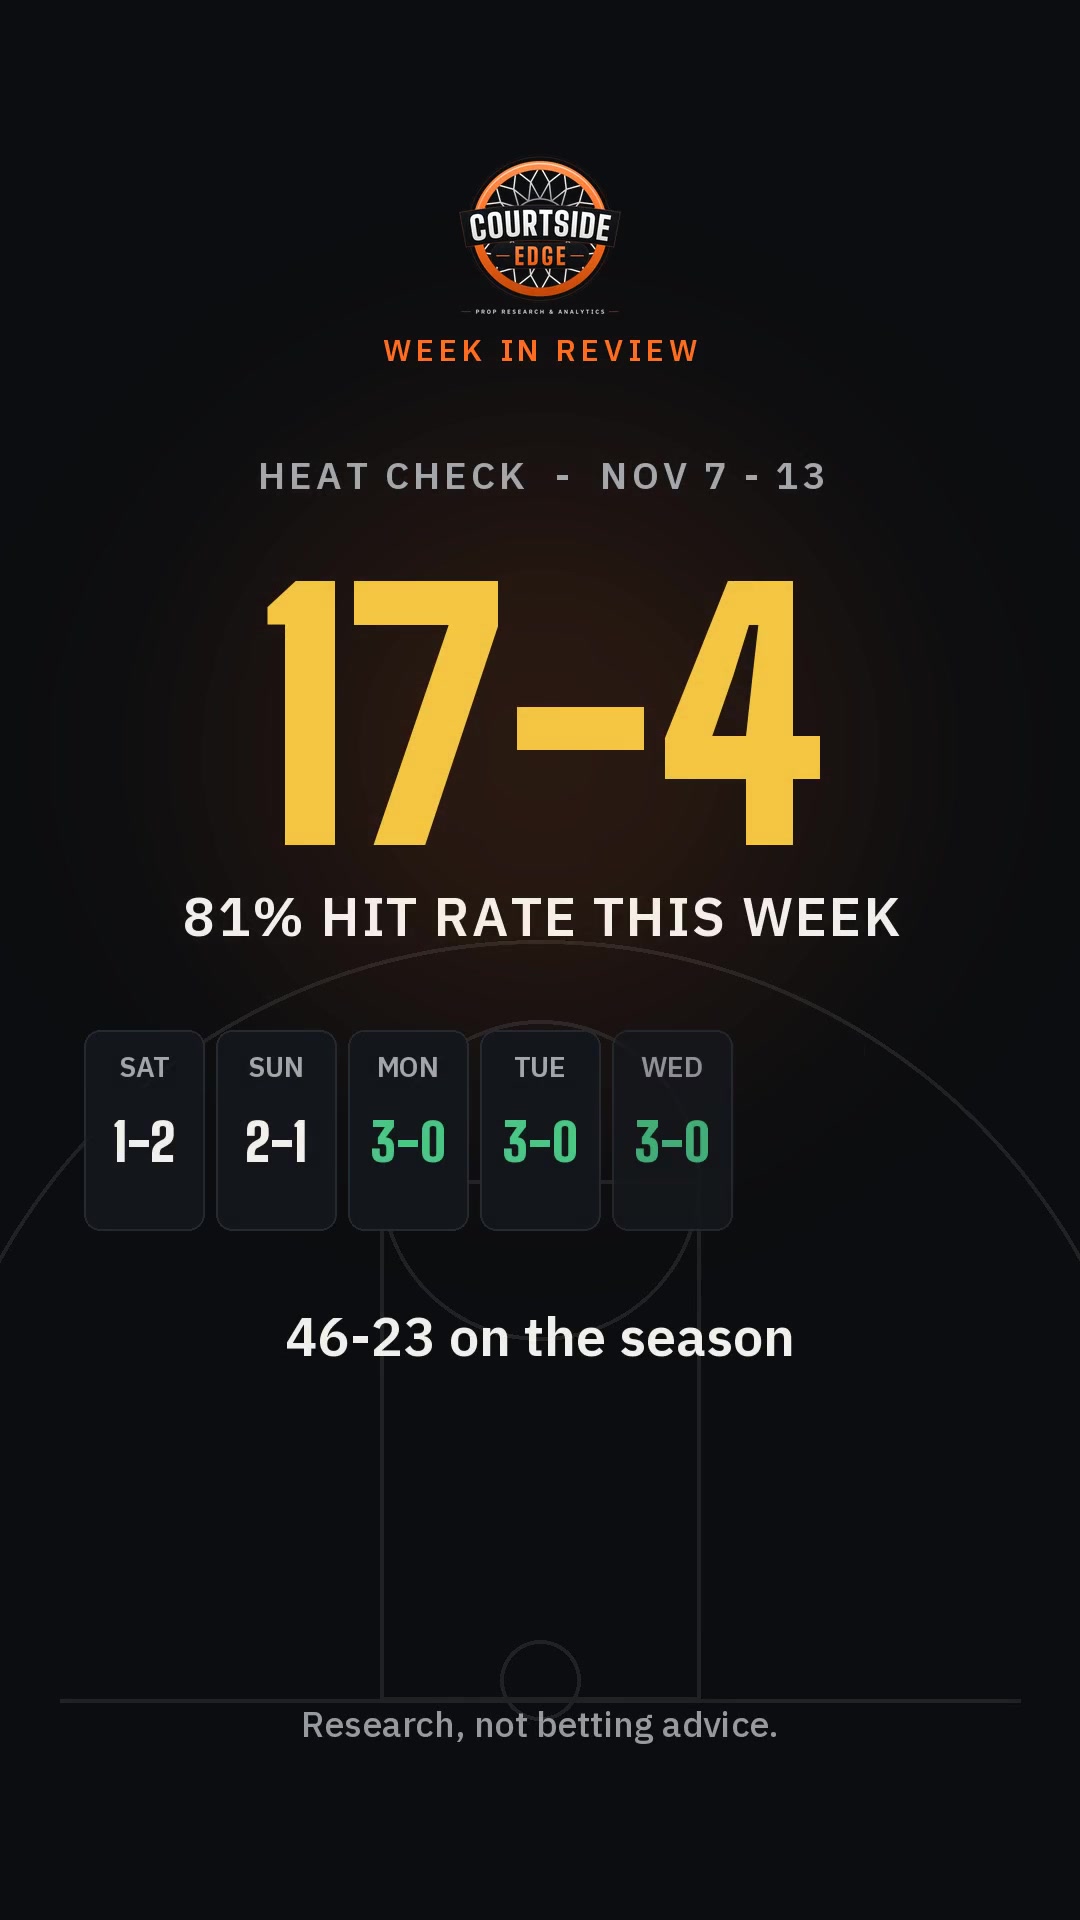 COURTSIDE
EDGE
PROP RESEARCH & ANALYTICS
WEEK IN REVIEW
HEAT CHECK - NOV 7 - 13
17–4
81% HIT RATE THIS WEEK
SAT SUN MON TUE WED
1–2 2–1 3–0 3–0 3–0
46-23 on the season
Research, not betting advice.